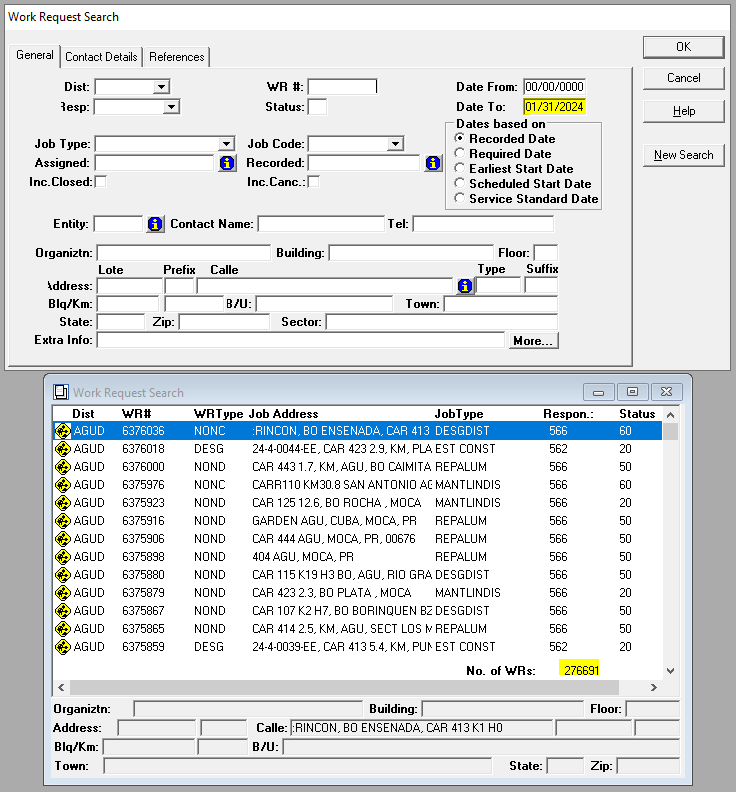 Work Request Search
OK
General Contact Details References
Cancel
Dist: WR #: Date From: 00/00/0000
Resp: Status: Date To: 01/31/2024
Help
Dates based on
Job Type: Job Code: Recorded Date
Assigned: Recorded: Required Date
New Search
Inc.Closed: Inc.Canc.: Earliest Start Date
Scheduled Start Date
Service Standard Date
Entity: Contact Name: Tel:
Organiztn: Building: Floor:
Lote Prefix Calle Type Suffix
Address:
Blq/Km: B/U: Town:
State: Zip: Sector:
Extra Info: More...
Work Request Search
Dist WR# WRType Job Address JobType Respon.: Status
AGUD 6376036 NONC :RINCON, BO ENSENADA, CAR 413 DESGDIST 566 60
AGUD 6376018 DESG 24-4-0044-EE, CAR 423 2.9, KM, PLA EST CONST 562 20
AGUD 6376000 NOND CAR 443 1.7, KM, AGU, BO CAIMITA REPALUM 566 50
AGUD 6375976 NONC CARR110 KM30.8 SAN ANTONIO AG MANTLINDIS 566 60
AGUD 6375923 NOND CAR 125 12.6, BO ROCHA , MOCA MANTLINDIS 566 20
AGUD 6375916 NOND GARDEN AGU, CUBA, MOCA, PR REPALUM 566 50
AGUD 6375906 NOND CAR 444 AGU, MOCA, PR, 00676 REPALUM 566 50
AGUD 6375898 NOND 404 AGU, MOCA, PR REPALUM 566 50
AGUD 6375880 NOND CAR 115 K19 H3 BO, AGU, RIO GRA DESGDIST 566 50
AGUD 6375879 NOND CAR 423 2.3, BO PLATA , MOCA MANTLINDIS 566 20
AGUD 6375867 NOND CAR 107 K2 H7, BO BORINQUEN BZ DESGDIST 566 50
AGUD 6375865 NOND CAR 414 2.5, KM, AGU, SECT LOS M REPALUM 566 50
AGUD 6375859 DESG 24-4-0039-EE, CAR 413 5.4, KM, PUN EST CONST 562 20
No. of WRs: 276691
Organiztn: Building: Floor:
Address: Calle: :RINCON, BO ENSENADA, CAR 413 K1 H0
Blq/Km: B/U:
Town: State: Zip: